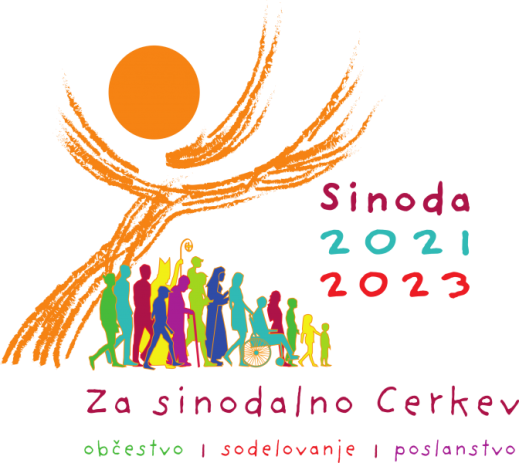 Sinoda
2021
2023
Za sinodalno Cerkev
občestvo | sodelovanje | poslanstvo